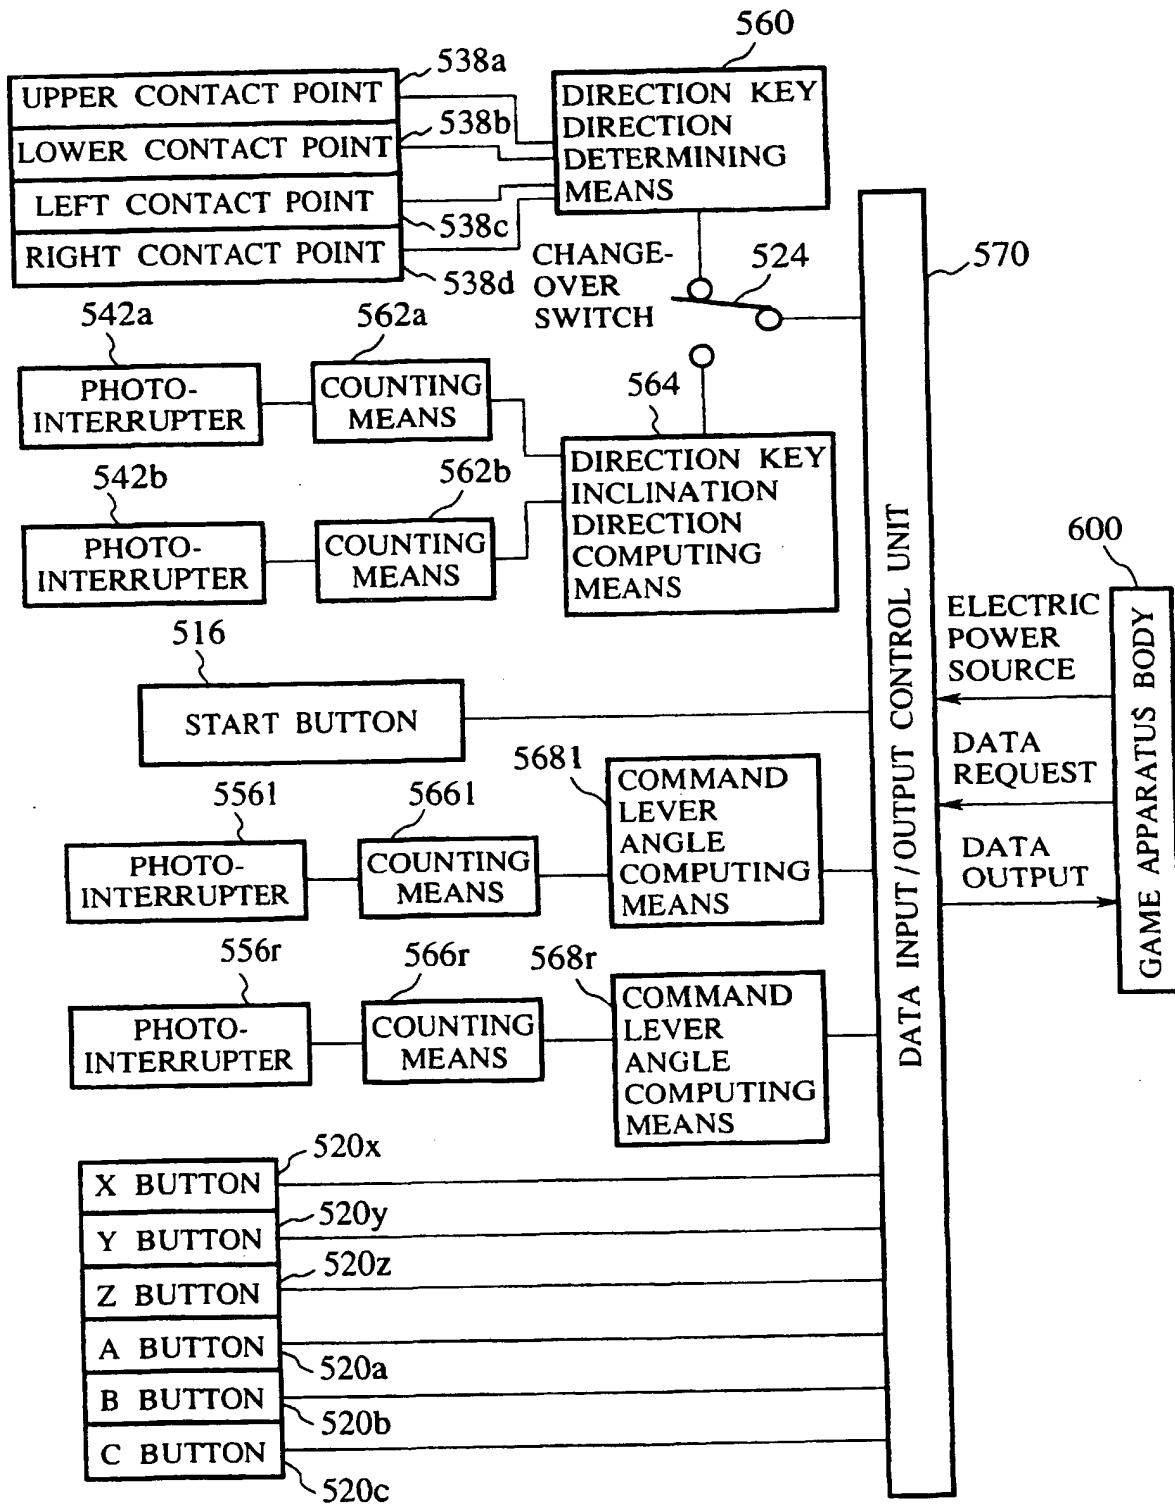 560
538a
UPPER CONTACT POINT
538b
LOWER CONTACT POINT
LEFT CONTACT POINT
538c
RIGHT CONTACT POINT
538d
DIRECTION KEY
DIRECTION
DETERMINING
MEANS
CHANGE-
OVER
SWITCH
524
570
542a
PHOTO-
INTERRUPTER
562a
COUNTING
MEANS
542b
PHOTO-
INTERRUPTER
562b
COUNTING
MEANS
564
DIRECTION KEY
INCLINATION
DIRECTION
COMPUTING
MEANS
516
START BUTTON
5561
PHOTO-
INTERRUPTER
5661
COUNTING
MEANS
5681
COMMAND
LEVER
ANGLE
COMPUTING
MEANS
556r
PHOTO-
INTERRUPTER
566r
COUNTING
MEANS
568r
COMMAND
LEVER
ANGLE
COMPUTING
MEANS
520x
X BUTTON
520y
Y BUTTON
520z
Z BUTTON
A BUTTON
520a
B BUTTON
520b
C BUTTON
520c
DATA INPUT/OUTPUT CONTROL UNIT
ELECTRIC
POWER
SOURCE
DATA
REQUEST
DATA
OUTPUT
600
GAME APPARATUS BODY